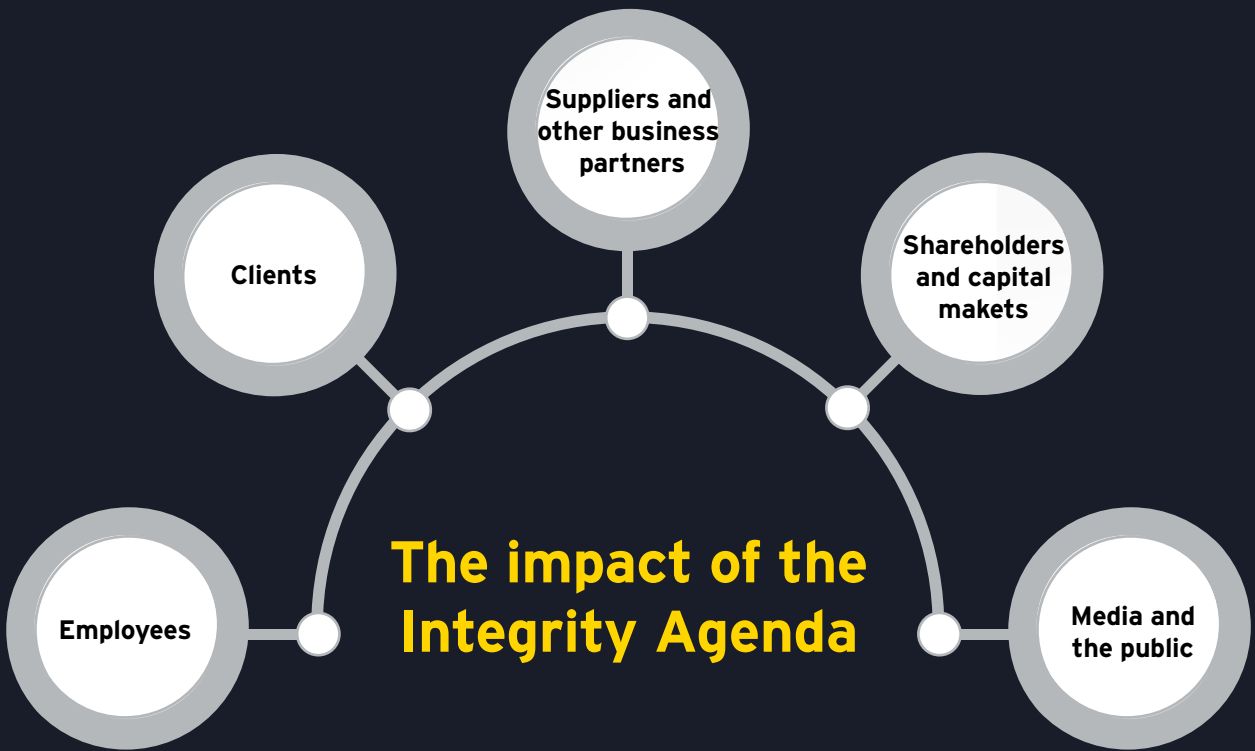 Suppliers and
other business
partners
Clients
Shareholders
and capital
makets
The impact of the
Integrity Agenda
Employees
Media and
the public